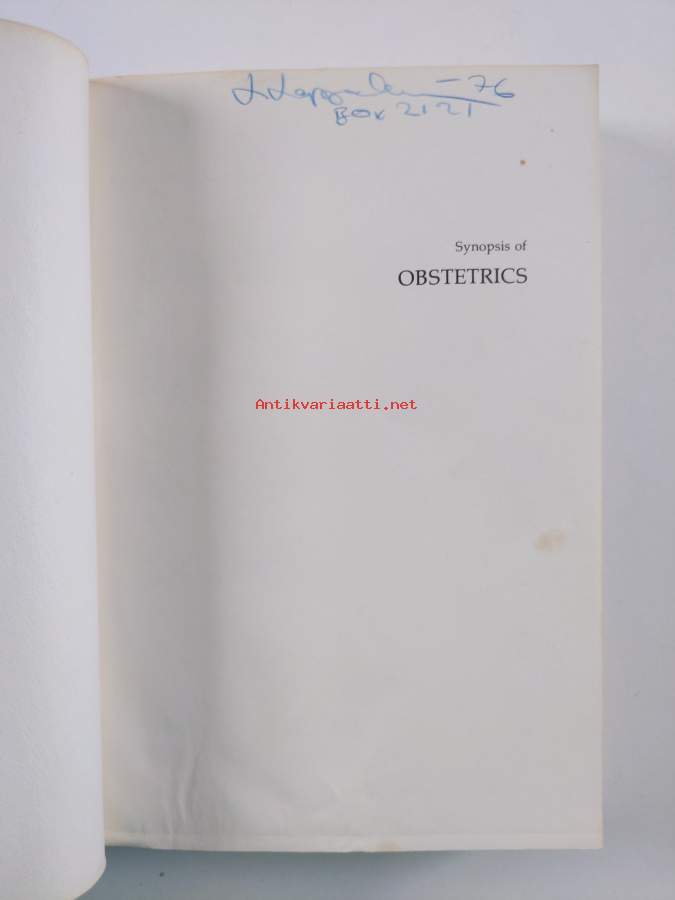 -76
BOX 2121
Synopsis of
OBSTETRICS
Antikvariaatti.net